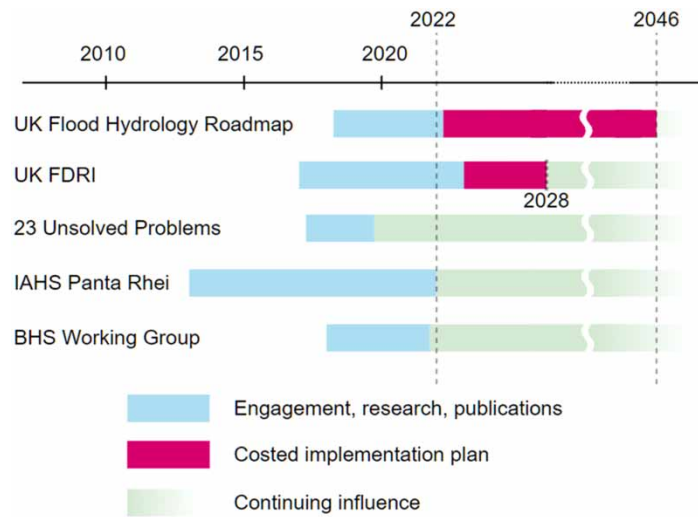 2022 2046
2010 2015 2020
UK Flood Hydrology Roadmap
UK FDRI
2028
23 Unsolved Problems
IAHS Panta Rhei
BHS Working Group
Engagement, research, publications
Costed implementation plan
Continuing influence